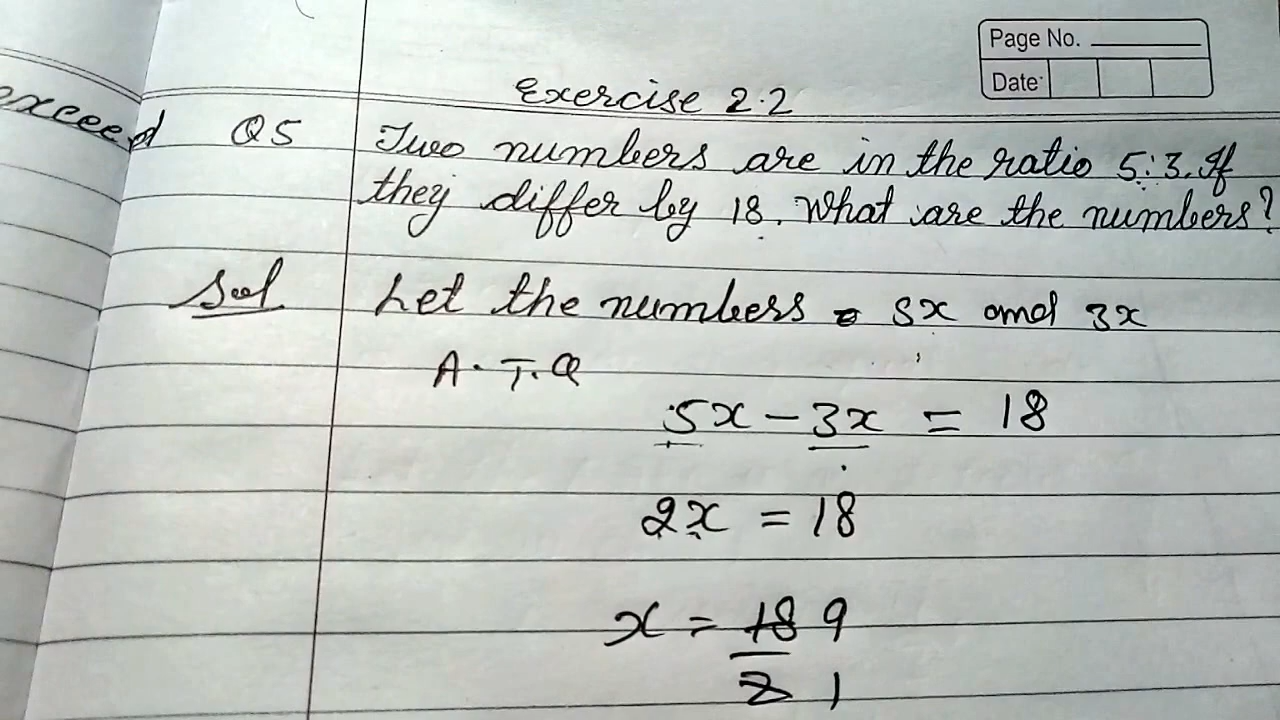 Page No.
Date
Exercise 2.2
exceed
Q5 Two numbers are in the ratio 5:3. If
they differ by 18. What are the numbers?
Sol Let the numbers 5x and 3x
A.T.Q
5x - 3x = 18
2x = 18
x = 18 9
2 1